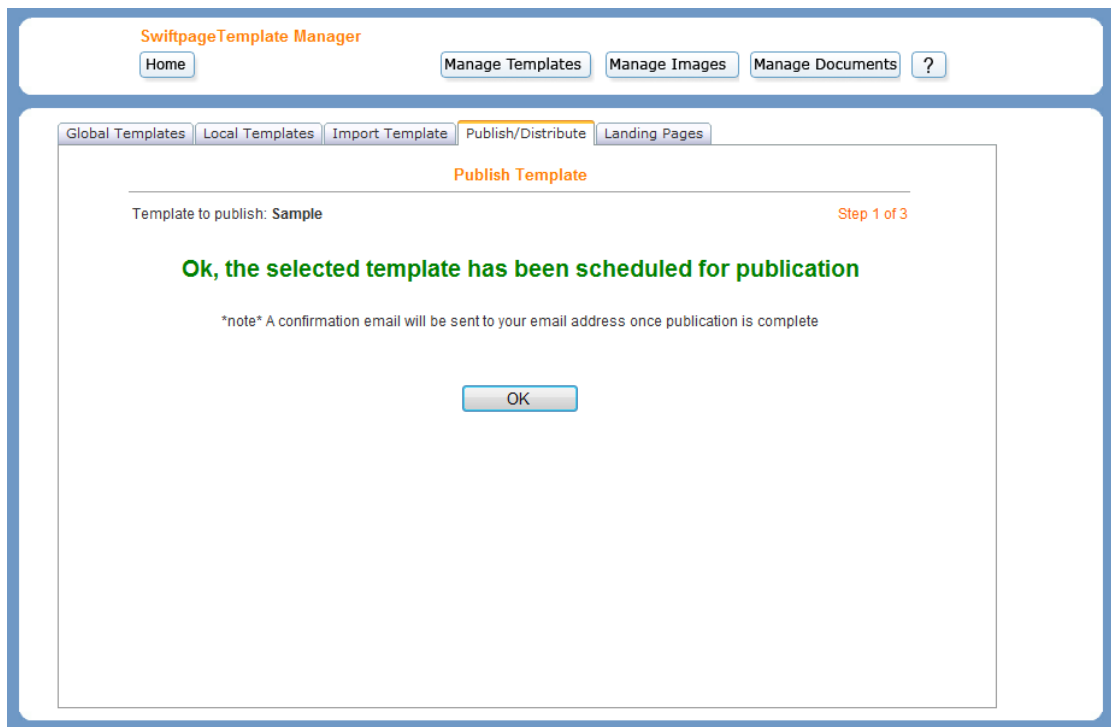 SwiftpageTemplate Manager
Home Manage Templates Manage Images Manage Documents ?
Global Templates Local Templates Import Template Publish/Distribute Landing Pages
Publish Template
Template to publish: Sample Step 1 of 3
Ok, the selected template has been scheduled for publication
*note* A confirmation email will be sent to your email address once publication is complete
OK